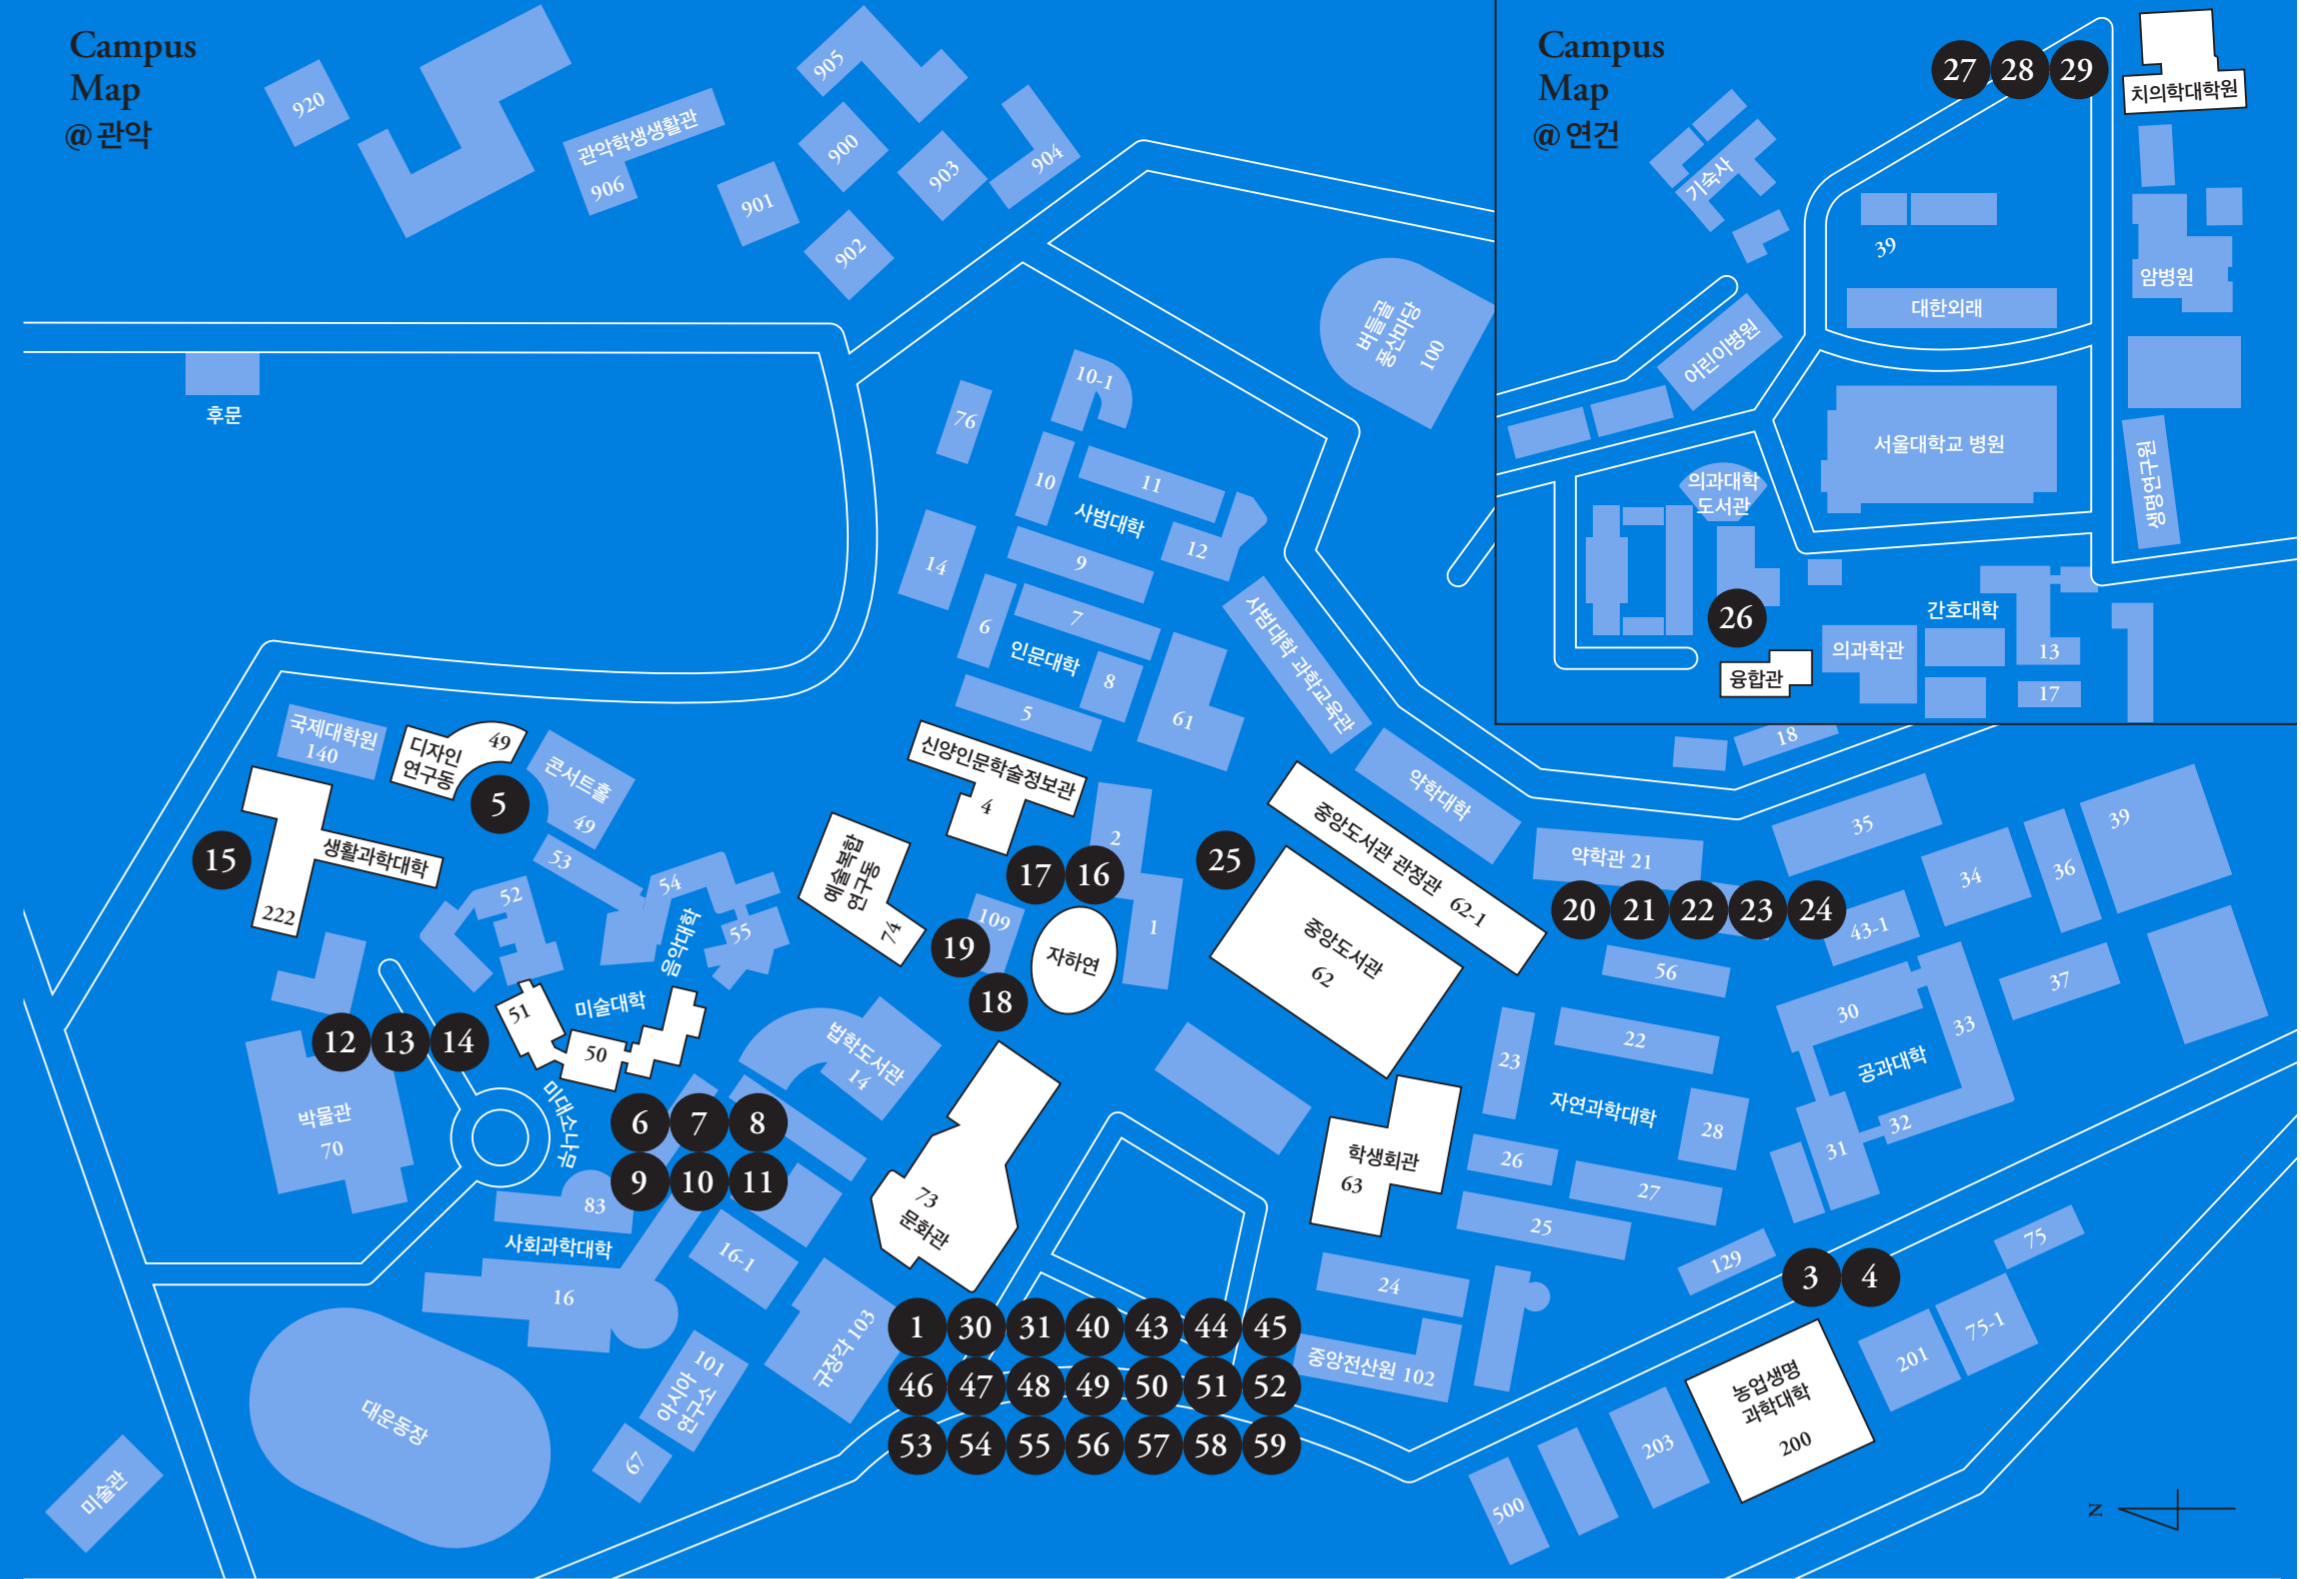 Campus
Map
@ 관악
920
관악학생생활관
906
905
900
901
902
903
904
후문
버들골
풍산마당
100
76
10-1
10
11
사범대학
12
9
14
6
7
인문대학
8
5
61
사범대학 과학교육관
신양인문학술정보관
4
2
1
17
16
109
19
18
자하연
25
예술복합
연구동
74
국제대학원
140
디자인
연구동
49
5
콘서트홀
49
53
15
생활과학대학
222
52
54
55
음악대학
51
미술대학
50
12
13
14
박물관
70
미대소나무
법학도서관
14
6
7
8
9
10
11
83
사회과학대학
16
16-1
73
문화관
대운동장
미술관
101
아시아
연구소
67
규장각 103
1
30
31
40
43
44
45
46
47
48
49
50
51
52
53
54
55
56
57
58
59
중앙도서관 관정관 62-1
중앙도서관
62
약학대학
약학관 21
20
21
22
23
24
18
35
39
34
36
43-1
56
37
30
33
공과대학
31
32
23
22
자연과학대학
28
26
27
25
학생회관
63
24
중앙전산원 102
129
3
4
75
75-1
201
농업생명
과학대학
200
203
500
N
Campus
Map
@ 연건
27
28
29
치의학대학원
기숙사
39
대한외래
암병원
어린이병원
서울대학교 병원
생명연구원
의과대학
도서관
26
융합관
의과학관
간호대학
13
17